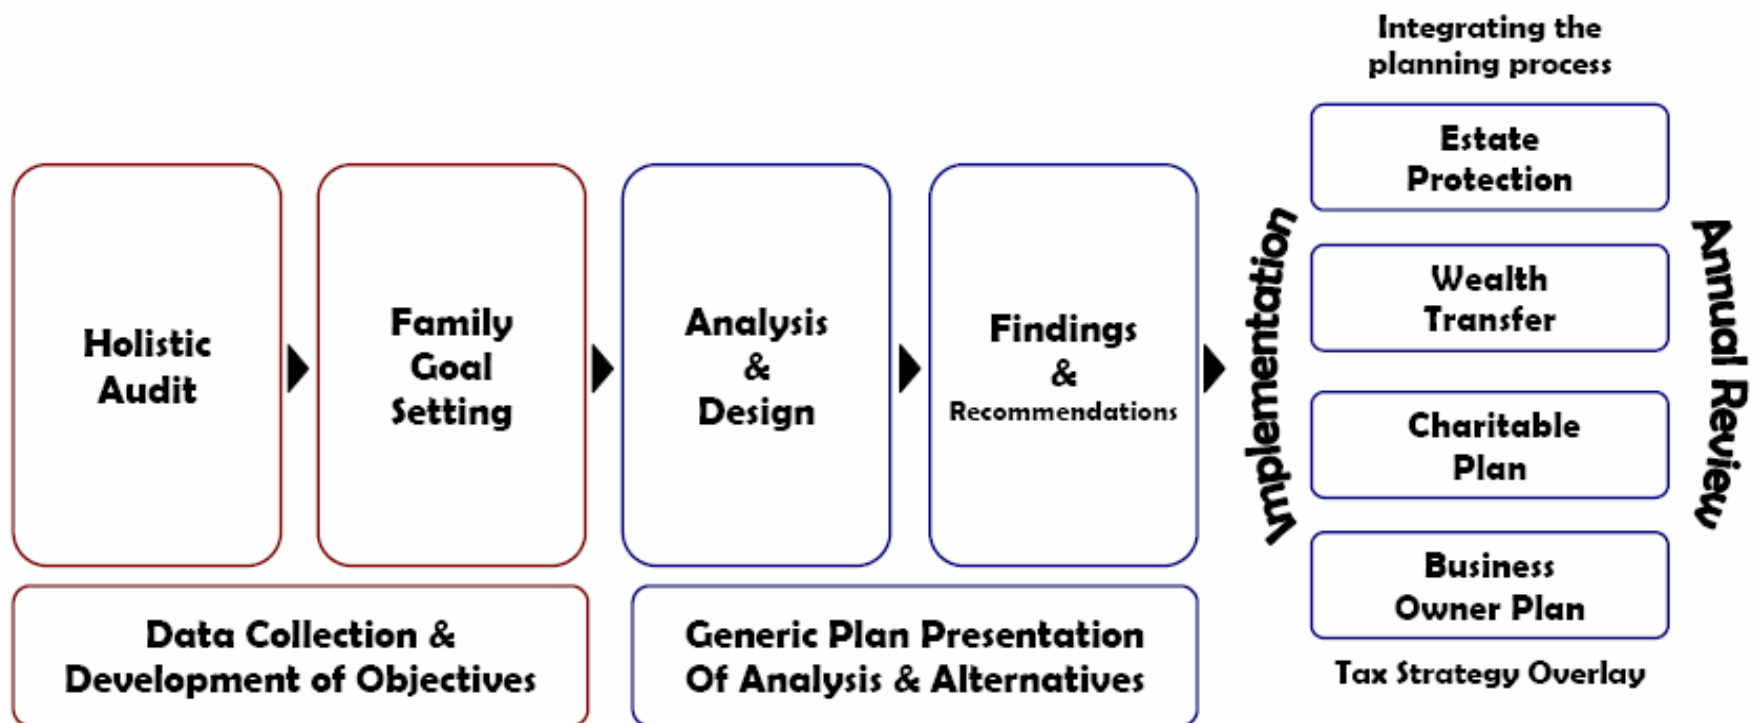 Holistic
Audit
Family
Goal
Setting
Analysis
&
Design
Findings
&
Recommendations
Data Collection &
Development of Objectives
Generic Plan Presentation
Of Analysis & Alternatives
Implementation
Integrating the
planning process
Estate
Protection
Wealth
Transfer
Charitable
Plan
Business
Owner Plan
Tax Strategy Overlay
Annual Review